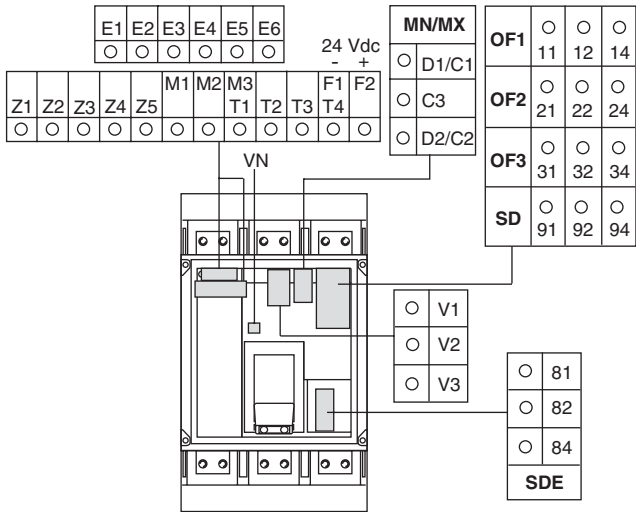 E1 E2 E3 E4 E5 E6
24 Vdc
- +
M1 M2 M3 F1 F2
Z1 Z2 Z3 Z4 Z5 T1 T2 T3 T4
VN
MN/MX
D1/C1
C3
D2/C2
OF1 11 12 14
OF2 21 22 24
OF3 31 32 34
SD 91 92 94
V1
V2
V3
81
82
84
SDE